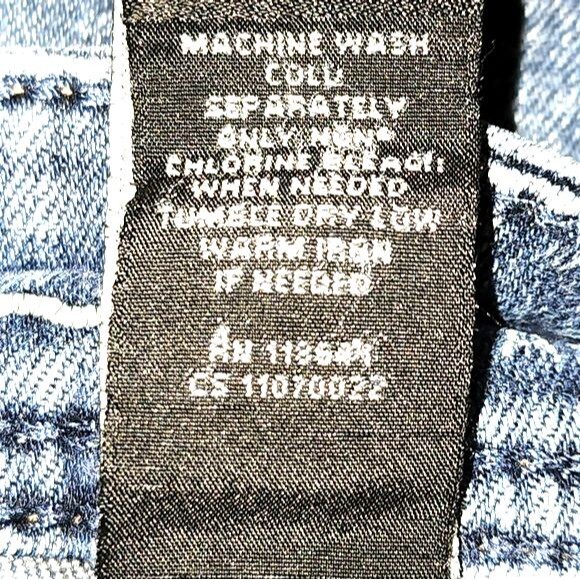 MACHINE WASH
COLD
SEPARATELY
ONLY NON-
CHLORINE BLEACH
WHEN NEEDED
TUMBLE DRY LOW
WARM IRON
IF NEEDED
CS 11070022